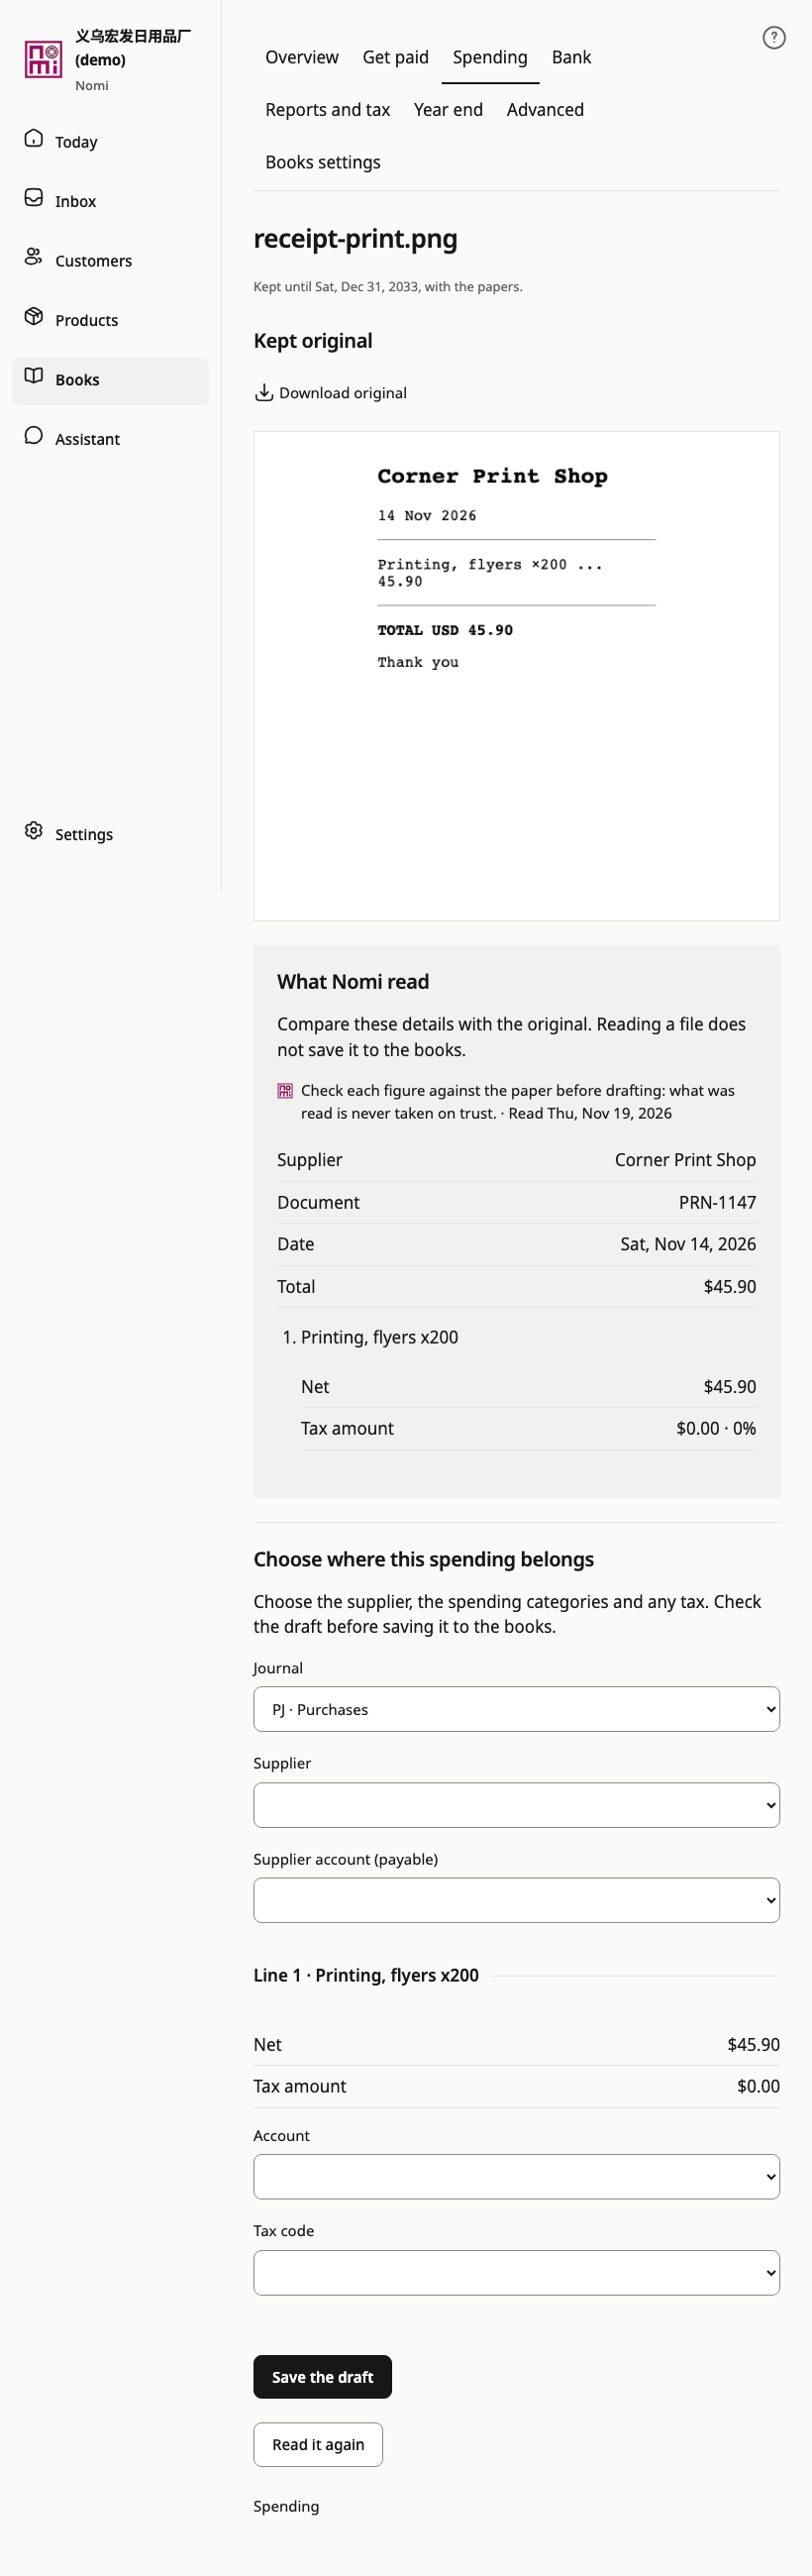 义乌宏发日用品厂
(demo)
Nomi
Today
Inbox
Customers
Products
Books
Assistant
Settings
Overview Get paid Spending Bank
Reports and tax Year end Advanced
Books settings
receipt-print.png
Kept until Sat, Dec 31, 2033, with the papers.
Kept original
Download original
Corner Print Shop
14 Nov 2026
Printing, flyers ×200 ...
45.90
TOTAL USD 45.90
Thank you
What Nomi read
Compare these details with the original. Reading a file does
not save it to the books.
Check each figure against the paper before drafting: what was
read is never taken on trust. · Read Thu, Nov 19, 2026
Supplier Corner Print Shop
Document PRN-1147
Date Sat, Nov 14, 2026
Total $45.90
1. Printing, flyers x200
Net $45.90
Tax amount $0.00 · 0%
Choose where this spending belongs
Choose the supplier, the spending categories and any tax. Check
the draft before saving it to the books.
Journal
PJ · Purchases
Supplier
Supplier account (payable)
Line 1 · Printing, flyers x200
Net $45.90
Tax amount $0.00
Account
Tax code
Save the draft
Read it again
Spending